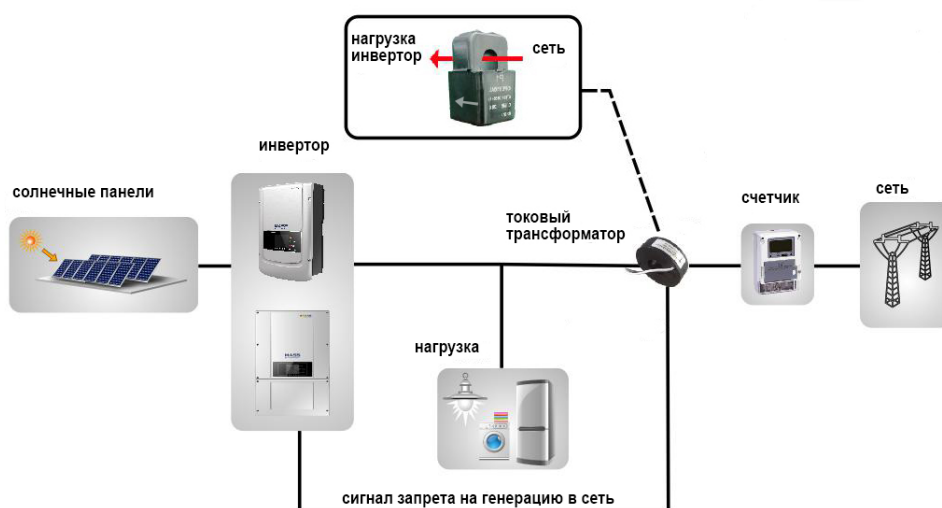 нагрузка
инвертор
сеть
инвертор
солнечные панели
токовый
трансформатор
счетчик
сеть
нагрузка
сигнал запрета на генерацию в сеть